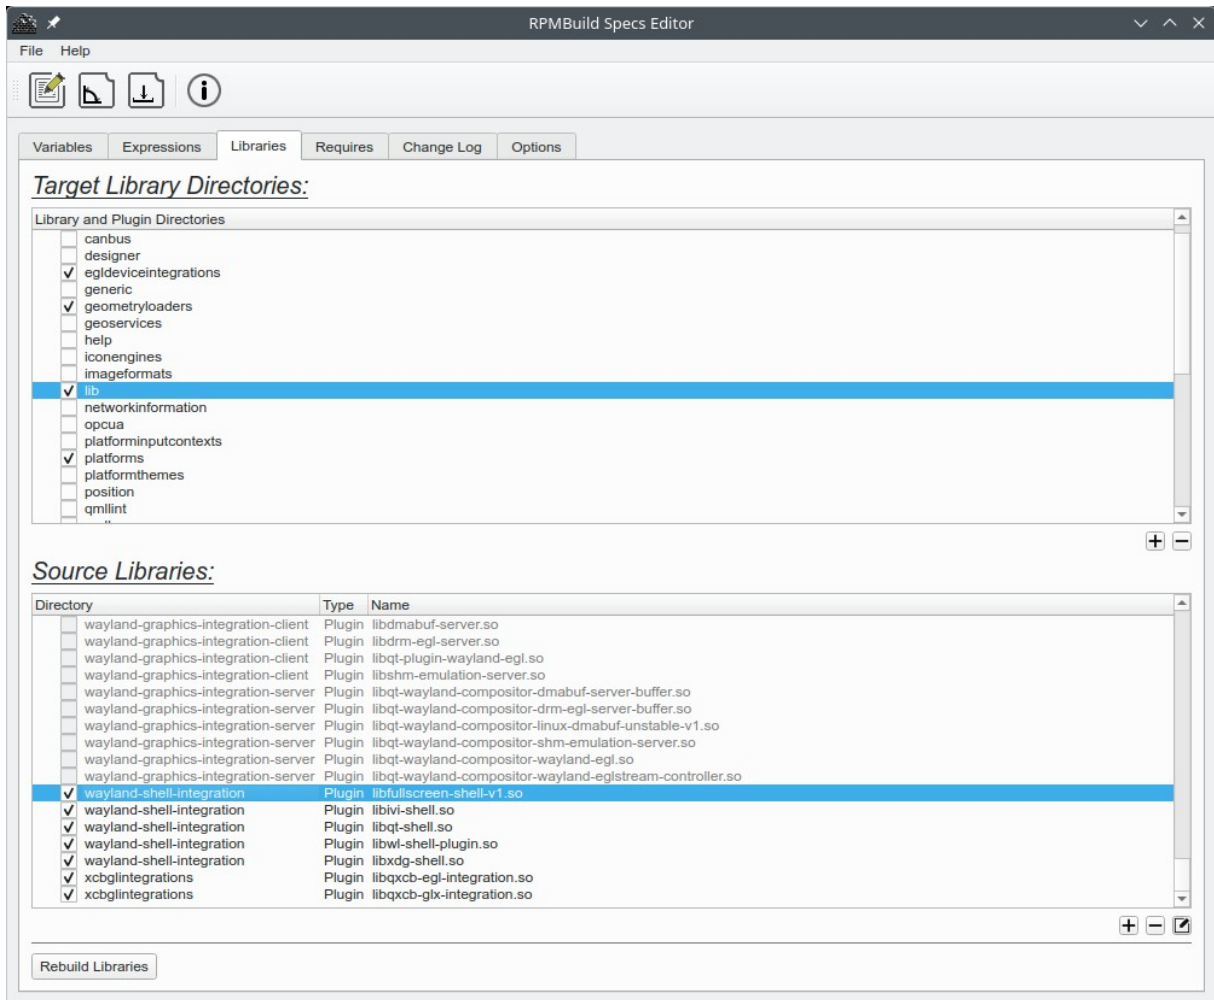 RPMBuild Specs Editor
File Help
Variables Expressions Libraries Requires Change Log Options
Target Library Directories:
Library and Plugin Directories
canbus
designer
egldeviceintegrations
generic
geometryloaders
geoservices
help
iconengines
imageformats
lib
networkinformation
opcua
platforminputcontexts
platforms
platformthemes
position
qmllint
Source Libraries:
Directory Type Name
wayland-graphics-integration-client Plugin libdmabuf-server.so
wayland-graphics-integration-client Plugin libdrm-egl-server.so
wayland-graphics-integration-client Plugin libqt-plugin-wayland-egl.so
wayland-graphics-integration-client Plugin libshm-emulation-server.so
wayland-graphics-integration-server Plugin libqt-wayland-compositor-dmabuf-server-buffer.so
wayland-graphics-integration-server Plugin libqt-wayland-compositor-drm-egl-server-buffer.so
wayland-graphics-integration-server Plugin libqt-wayland-compositor-linux-dmabuf-unstable-v1.so
wayland-graphics-integration-server Plugin libqt-wayland-compositor-shm-emulation-server.so
wayland-graphics-integration-server Plugin libqt-wayland-compositor-wayland-egl.so
wayland-graphics-integration-server Plugin libqt-wayland-compositor-wayland-eglstream-controller.so
wayland-shell-integration Plugin libfullscreen-shell-v1.so
wayland-shell-integration Plugin libivi-shell.so
wayland-shell-integration Plugin libqt-shell.so
wayland-shell-integration Plugin libwl-shell-plugin.so
wayland-shell-integration Plugin libxdg-shell.so
xcbglintegrations Plugin libqxcb-egl-integration.so
xcbglintegrations Plugin libqxcb-glx-integration.so
Rebuild Libraries